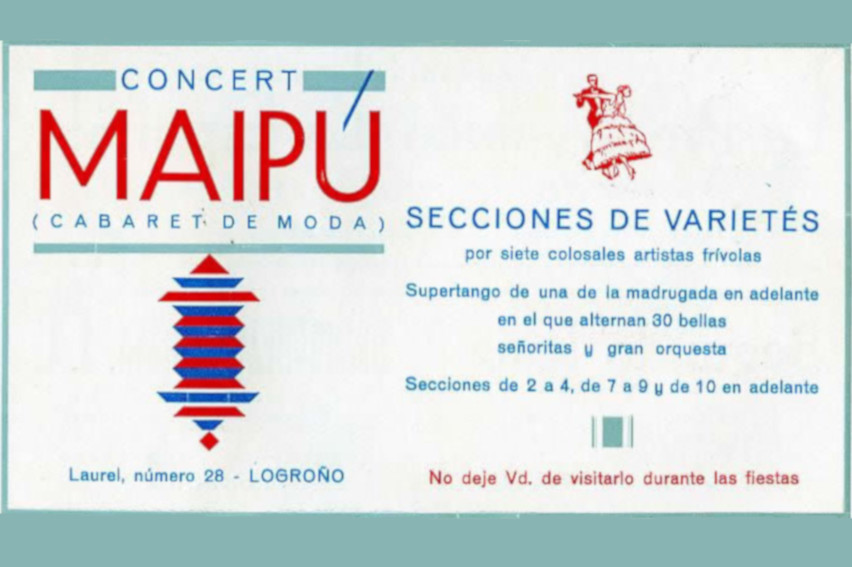 CONCERT
MAIPÚ
(CABARET DE MODA)
Laurel, número 28 - LOGROÑO
SECCIONES DE VARIETÉS
por siete colosales artistas frívolas
Supertango de una de la madrugada en adelante
en el que alternan 30 bellas
señoritas y gran orquesta
Secciones de 2 a 4, de 7 a 9 y de 10 en adelante
No deje Vd. de visitarlo durante las fiestas